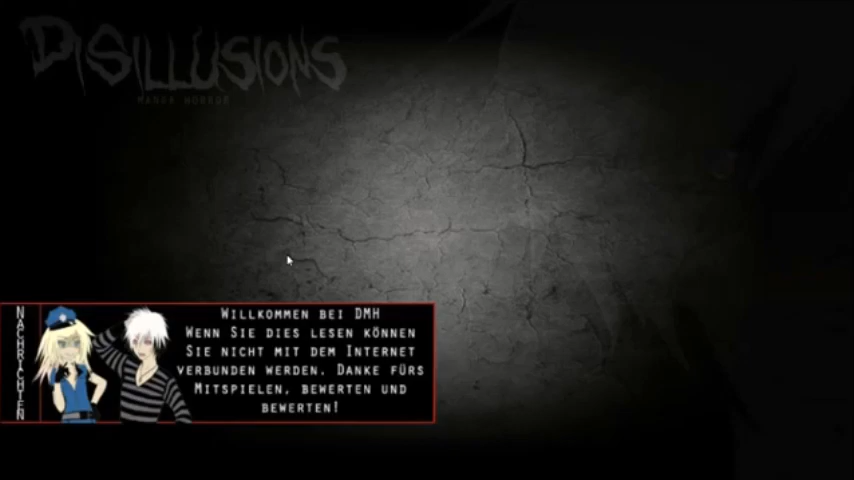 Disillusions
MANGA HORROR
NACHRICHTEN
WILLKOMMEN BEI DMH
WENN SIE DIES LESEN KÖNNEN
SIE NICHT MIT DEM INTERNET
VERBUNDEN WERDEN. DANKE FÜRS
MITSPIELEN, BEWERTEN UND
BEWERTEN!